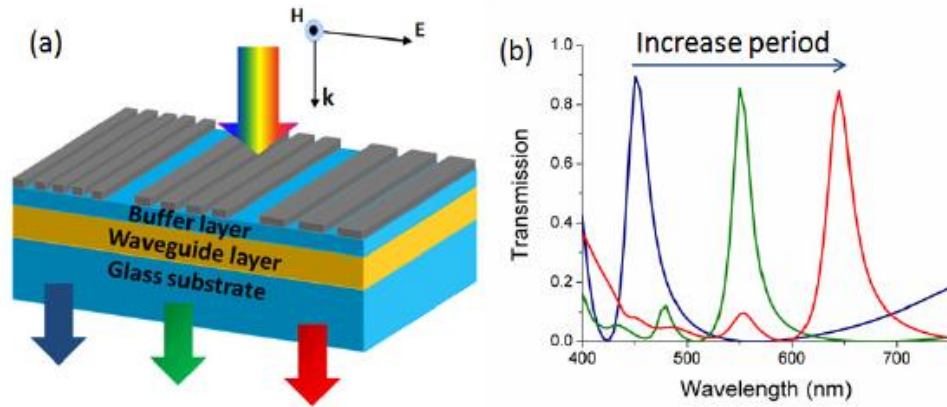 (a)
H
E
k
Buffer layer
Waveguide layer
Glass substrate
(b)
Increase period
Transmission
1.0
0.8
0.6
0.4
0.2
0.0
400
500
600
700
Wavelength (nm)